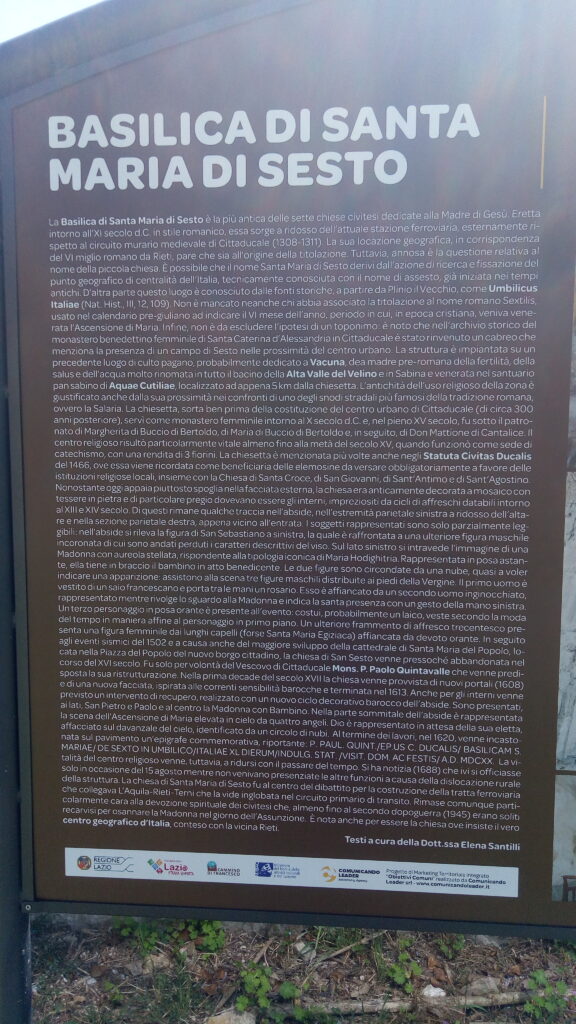 BASILICA DI SANTA
MARIA DI SESTO
La Basilica di Santa Maria di Sesto è la più antica delle sette chiese civitesi dedicate alla Madre di Gesù. Eretta
intorno all'XI secolo d.C. in stile romanico, essa sorge a ridosso dell'attuale stazione ferroviaria, esternamente ri-
spetto al circuito murario medievale di Cittaducale (1308-1311). La sua locazione geografica, in corrispondenza
del VI miglio romano da Rieti, pare che sia all'origine della titolazione. Tuttavia, annosa è la questione relativa al
nome della piccola chiesa. È possibile che il nome Santa Maria di Sesto derivi dall'azione di ricerca e fissazione del
punto geografico di centralità dell'Italia, tecnicamente conosciuta con il nome di assesto, già iniziata nei tempi
antichi. D'altra parte questo luogo è conosciuto dalle fonti storiche, a partire da Plinio il Vecchio, come Umbilicus
Italiae (Nat. Hist., III, 12, 109). Non è mancato neanche chi abbia associato la titolazione al nome romano Sextilis,
usato nel calendario pre-giuliano ad indicare il VI mese dell'anno, periodo in cui, in epoca cristiana, veniva vene-
rata l'Ascensione di Maria. Infine, non è da escludere l'ipotesi di un toponimo: è noto che nell'archivio storico del
monastero benedettino femminile di Santa Caterina d'Alessandria in Cittaducale è stato rinvenuto un cabreo che
menziona la presenza di un campo di Sesto nelle prossimità del centro urbano. La struttura è impiantata su un
precedente luogo di culto pagano, probabilmente dedicato a Vacuna, dea madre pre-romana della fertilità, della
salus e dell'acqua molto rinomata in tutto il bacino della Alta Valle del Velino e in Sabina e venerata nel santuario
pan sabino di Aquae Cutiliae, localizzato ad appena 5 km dalla chiesetta. L'antichità dell'uso religioso della zona è
giustificato anche dalla sua prossimità nei confronti di uno degli snodi stradali più famosi della tradizione romana,
ovvero la Salaria. La chiesetta, sorta ben prima della costituzione del centro urbano di Cittaducale (di circa 300
anni posteriore), servì come monastero femminile intorno al X secolo d.C. e, nel pieno XV secolo, fu sotto il patro-
nato di Margherita di Buccio di Bertoldo, di Maria di Buccio di Bertoldo e, in seguito, di Don Mattione di Cantalice. Il
centro religioso risultò particolarmente vitale almeno fino alla metà del secolo XV, quando funzionò come sede di
catechismo, con una rendita di 3 fiorini. La chiesetta è menzionata più volte anche negli Statuta Civitas Ducalis
del 1466, ove essa viene ricordata come beneficiaria delle elemosine da versare obbligatoriamente a favore delle
istituzioni religiose locali, insieme con la Chiesa di Santa Croce, di San Giovanni, di Sant'Antimo e di Sant'Agostino.
Nonostante oggi appaia piuttosto spoglia nella facciata esterna, la chiesa era anticamente decorata a mosaico con
tessere in pietra e di particolare pregio dovevano essere gli interni, impreziositi da cicli di affreschi databili intorno
al XIII e XIV secolo. Di questi rimane qualche traccia nell'abside, nell'estremità parietale sinistra a ridosso dell'alta-
re e nella sezione parietale destra, appena vicino all'entrata. I soggetti rappresentati sono solo parzialmente leg-
gibili: nell'abside si rileva la figura di San Sebastiano a sinistra, la quale è raffrontata a una ulteriore figura maschile
incoronata di cui sono andati perduti i caratteri descrittivi del viso. Sul lato sinistro si intravede l'immagine di una
Madonna con aureola stellata, rispondente alla tipologia iconica di Maria Hodighitria. Rappresentata in posa astan-
te, ella tiene in braccio il bambino in atto benedicente. Le due figure sono circondate da una nube, quasi a voler
indicare una apparizione: assistono alla scena tre figure maschili distribuite ai piedi della Vergine. Il primo uomo è
vestito di un saio francescano e porta tra le mani un rosario. Esso è affiancato da un secondo uomo inginocchiato,
rappresentato mentre rivolge lo sguardo alla Madonna e indica la santa presenza con un gesto della mano sinistra.
Un terzo personaggio in posa orante è presente all'evento: costui, probabilmente un laico, veste secondo la moda
del tempo in maniera affine al personaggio in primo piano. Un ulteriore frammento di affresco trecentesco pre-
senta una figura femminile dai lunghi capelli (forse Santa Maria Egiziaca) affiancata da devoto orante. In seguito
agli eventi sismici del 1502 e a causa anche del maggiore sviluppo della cattedrale di Santa Maria del Popolo, lo-
cata nella Piazza del Popolo del nuovo borgo cittadino, la chiesa di San Sesto venne pressoché abbandonata nel
corso del XVI secolo. Fu solo per volontà del Vescovo di Cittaducale Mons. P. Paolo Quintavalle che venne predi-
sposta la sua ristrutturazione. Nella prima decade del secolo XVII la chiesa venne provvista di nuovi portali (1608)
e di una nuova facciata, ispirata alle correnti sensibilità barocche e terminata nel 1613. Anche per gli interni venne
previsto un intervento di recupero, realizzato con un nuovo ciclo decorativo barocco dell'abside. Sono presentati,
ai lati, San Pietro e Paolo e al centro la Madonna con Bambino. Nella parte sommitale dell'abside è rappresentata
la scena dell'Ascensione di Maria elevata in cielo da quattro angeli. Dio è rappresentato in attesa della sua eletta,
affacciato sul davanzale del cielo, identificato da un circolo di nubi. Al termine dei lavori, nel 1620, venne incasto-
nata sul pavimento un'epigrafe commemorativa, riportante: P. PAUL. QUINT./EP.US C. DUCALIS/ BASILICAM S.
MARIAE/ DE SEXTO IN UMBILICO/ITALIAE XL DIERUM/INDULG. STAT./VISIT. DOM. AC FESTIS/ A.D. MDCXX. La vi-
talità del centro religioso venne, tuttavia, a ridursi con il passare del tempo. Si ha notizia (1688) che ivi si officiasse
solo in occasione del 15 agosto mentre non venivano presenziate le altre funzioni a causa della dislocazione rurale
della struttura. La chiesa di Santa Maria di Sesto fu al centro del dibattito per la costruzione della tratta ferroviaria
che collegava L'Aquila-Rieti-Terni che la vide inglobata nel circuito primario di transito. Rimase comunque parti-
colarmente cara alla devozione spirituale dei civitesi che, almeno fino al secondo dopoguerra (1945) erano soliti
recarvisi per osannare la Madonna nel giorno dell'Assunzione. È nota anche per essere la chiesa ove insiste il vero
centro geografico d'Italia, conteso con la vicina Rieti.
Testi a cura della Dott.ssa Elena Santilli
REGIONE
LAZIO
Lazio
CAMMINO
DI FRANCESCO
COMUNICANDO
LEADER
Progetto di Marketing Territoriale Integrato
"Obiettivi Comuni" realizzato da Comunicando
Leader srl - www.comunicandoleader.it